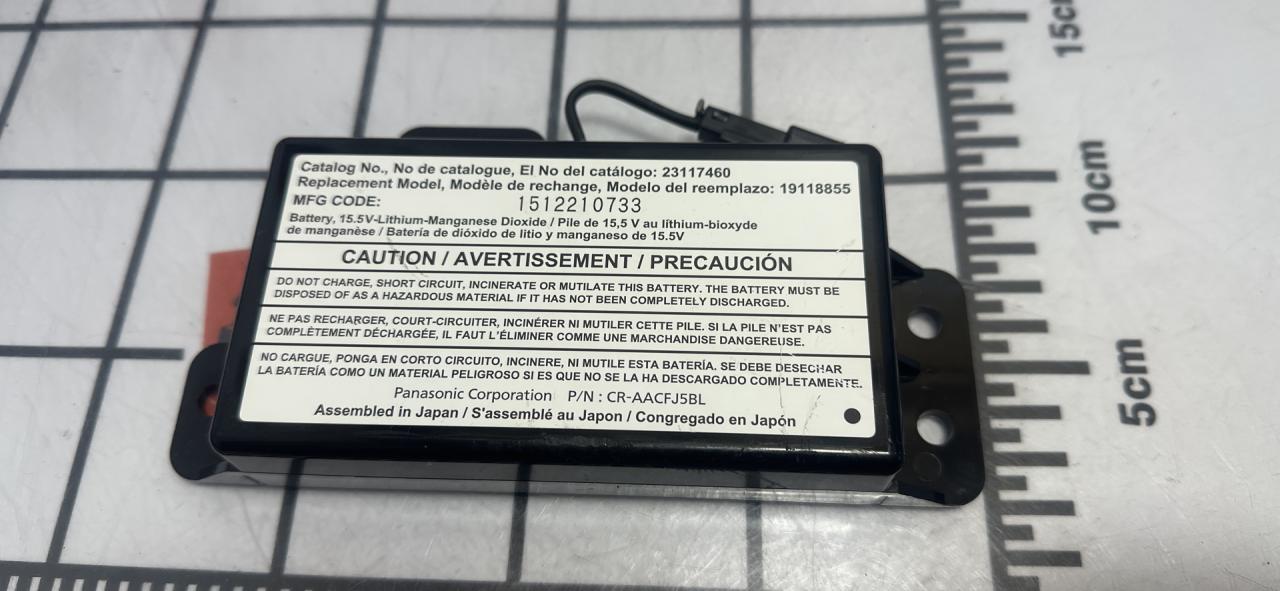 Catalog No., No de catalogue, El No del catálogo: 23117460
Replacement Model, Modèle de rechange, Modelo del reemplazo: 19118855
MFG CODE: 1512210733
Battery, 15.5V-Lithium-Manganese Dioxide / Pile de 15,5 V au líthium-bioxyde
de manganèse / Batería de dióxido de litio y manganeso de 15.5V
CAUTION / AVERTISSEMENT / PRECAUCIÓN
DO NOT CHARGE, SHORT CIRCUIT, INCINERATE OR MUTILATE THIS BATTERY. THE BATTERY MUST BE
DISPOSED OF AS A HAZARDOUS MATERIAL IF IT HAS NOT BEEN COMPLETELY DISCHARGED.
NE PAS RECHARGER, COURT-CIRCUITER, INCINÉRER NI MUTILER CETTE PILE. SI LA PILE N'EST PAS
COMPLÈTEMENT DÉCHARGÉE, IL FAUT L'ÉLIMINER COMME UNE MARCHANDISE DANGEREUSE.
NO CARGUE, PONGA EN CORTO CIRCUITO, INCINERE, NI MUTILE ESTA BATERÍA. SE DEBE DESECHAR
LA BATERÍA COMO UN MATERIAL PELIGROSO SI ES QUE NO SE LA HA DESCARGADO COMPLETAMENTE.
Panasonic Corporation P/N : CR-AACFJ5BL
Assembled in Japan / S'assemblé au Japon / Congregado en Japón
15cm
10cm
5cm